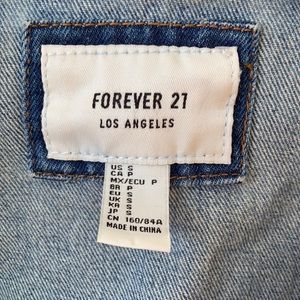 FOREVER 21
LOS ANGELES
US S
CA P
MX/ECU P
BR P
EU S
UK S
KR S
JP S
CN 160/84A
MADE IN CHINA